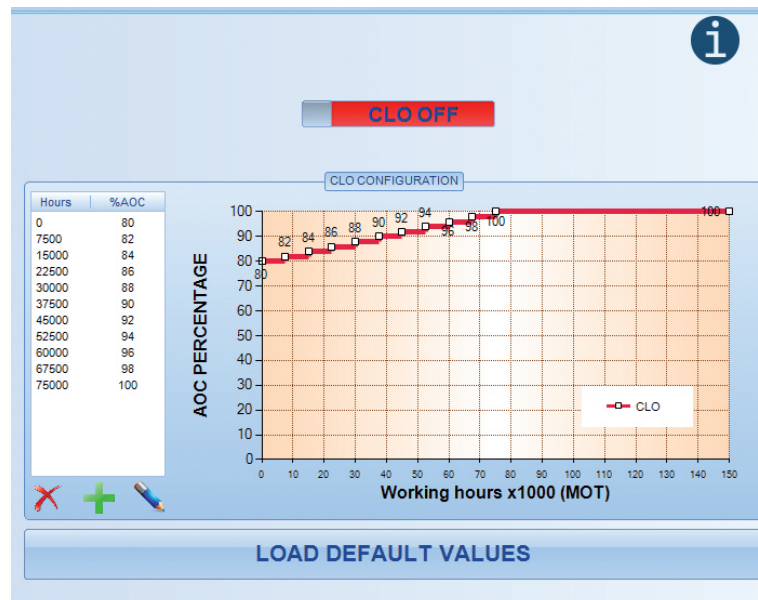 i
CLO OFF
CLO CONFIGURATION
Hours %AOC
0 80
7500 82
15000 84
22500 86
30000 88
37500 90
45000 92
52500 94
60000 96
67500 98
75000 100
AOC PERCENTAGE
100
90
80
70
60
50
40
30
20
10
0
80 82 84 86 88 90 92 94 96 98 100 100
CLO
0 10 20 30 40 50 60 70 80 90 100 110 120 130 140 150
Working hours x1000 (MOT)
LOAD DEFAULT VALUES